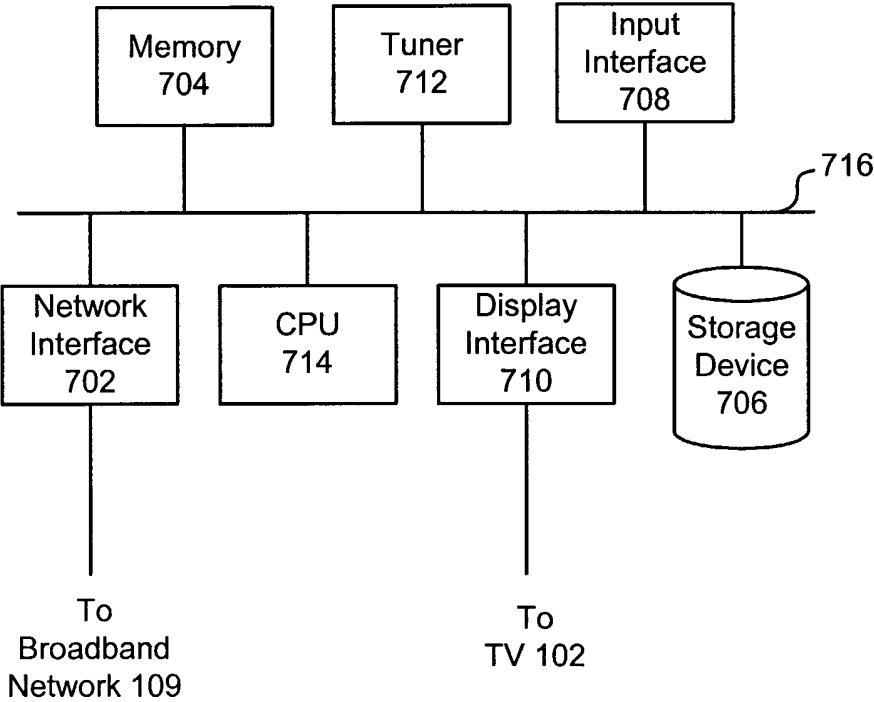 Memory
704
Tuner
712
Input
Interface
708
716
Network
Interface
702
CPU
714
Display
Interface
710
Storage
Device
706
To
Broadband
Network 109
To
TV 102